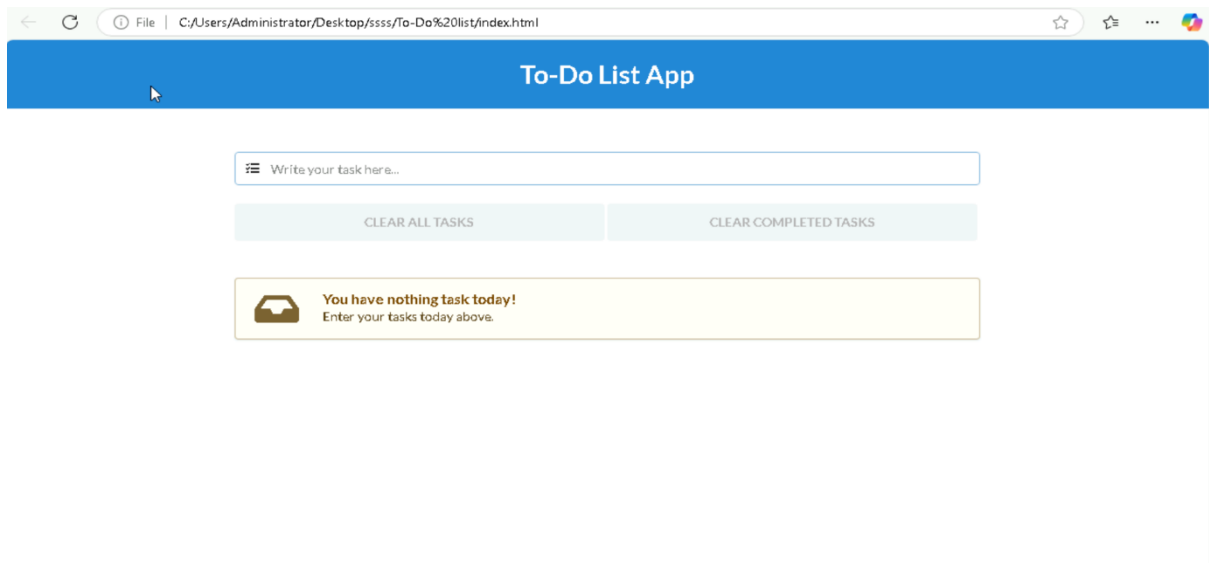 File | C:/Users/Administrator/Desktop/ssss/To-Do%20list/index.html
To-Do List App
Write your task here...
CLEAR ALL TASKS CLEAR COMPLETED TASKS
You have nothing task today!
Enter your tasks today above.